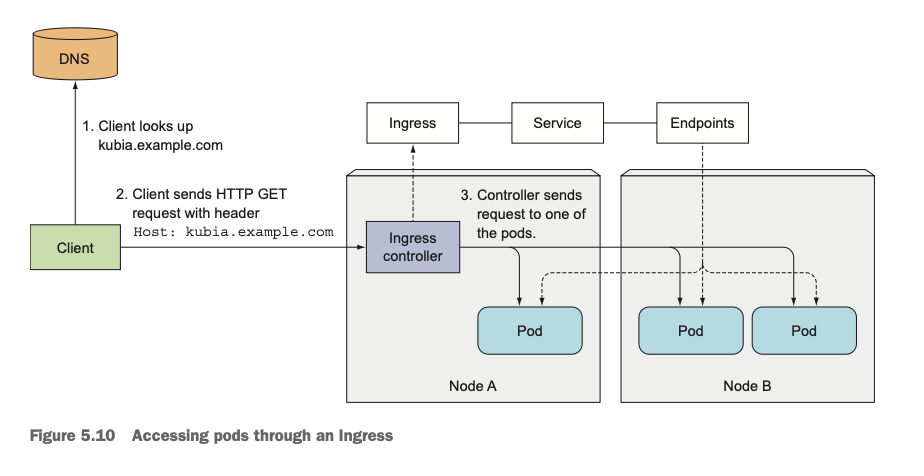 DNS
1. Client looks up
kubia.example.com
Ingress
Service
Endpoints
2. Client sends HTTP GET
request with header
Host: kubia.example.com
3. Controller sends
request to one of
the pods.
Client
Ingress
controller
Pod
Pod
Pod
Node A
Node B
Figure 5.10 Accessing pods through an Ingress